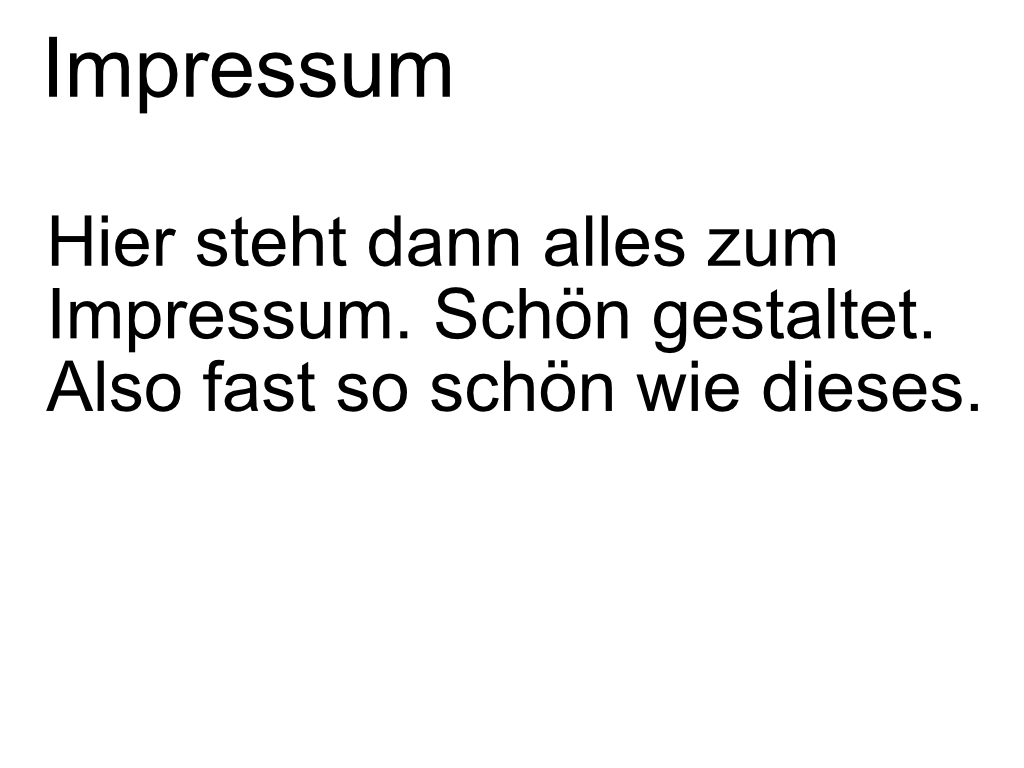 Impressum
Hier steht dann alles zum
Impressum. Schön gestaltet.
Also fast so schön wie dieses.